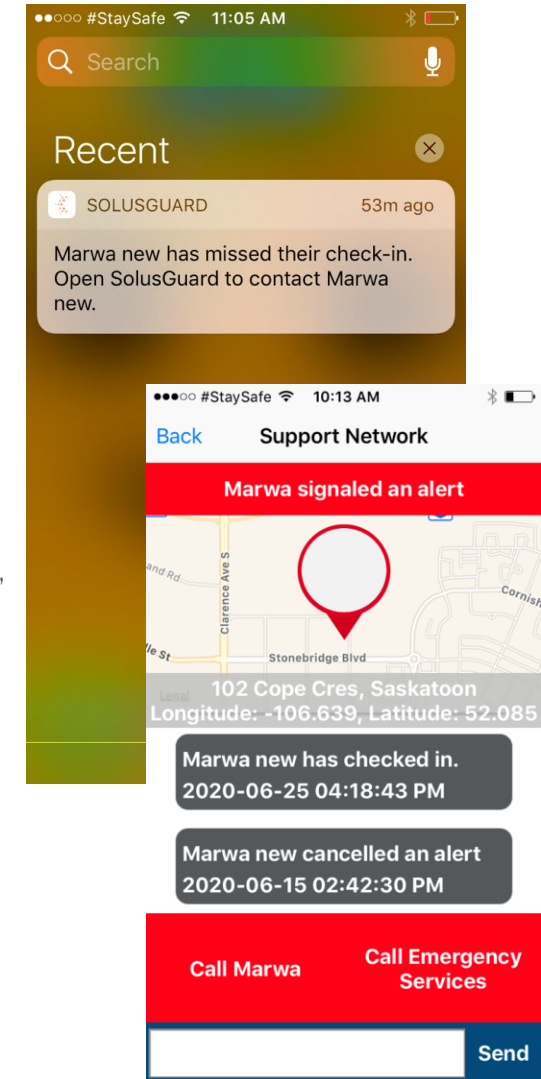 #StaySafe 11:05 AM
Search
Recent
SOLUSGUARD 53m ago
Marwa new has missed their check-in.
Open SolusGuard to contact Marwa
new.
,
#StaySafe 10:13 AM
Back Support Network
Marwa signaled an alert
and Rd
Clarence Ave S
Cornish
lle St
Stonebridge Blvd
Legal
102 Cope Cres, Saskatoon
Longitude: -106.639, Latitude: 52.085
Marwa new has checked in.
2020-06-25 04:18:43 PM
Marwa new cancelled an alert
2020-06-15 02:42:30 PM
Call Marwa
Call Emergency
Services
Send